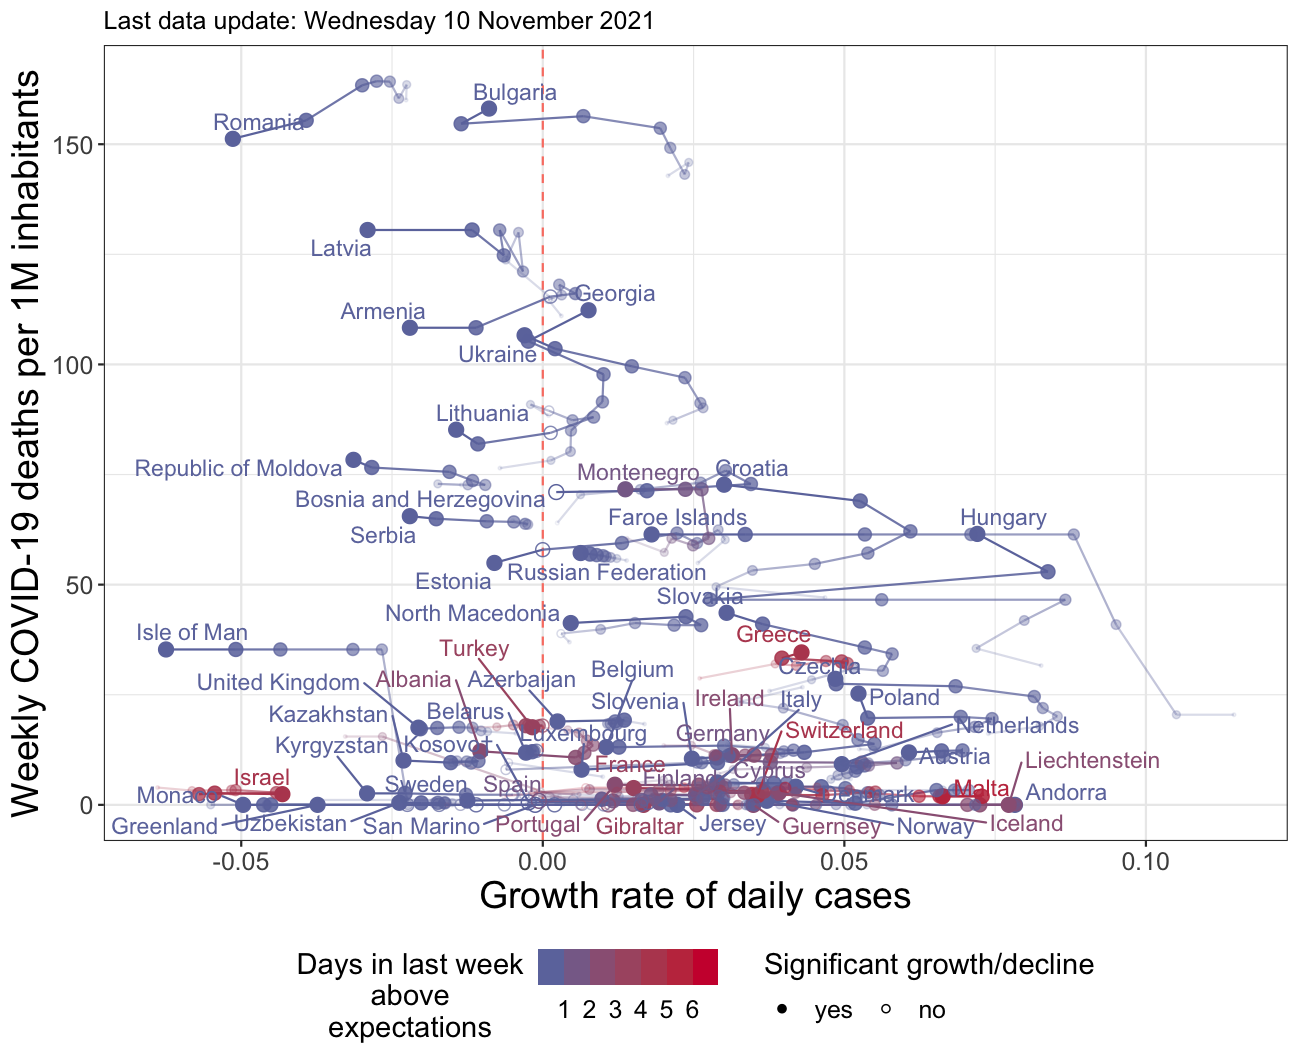 Last data update: Wednesday 10 November 2021
Weekly COVID-19 deaths per 1M inhabitants
150
100
50
0
Bulgaria
Romania
Latvia
Georgia
Armenia
Ukraine
Lithuania
Republic of Moldova
Montenegro
Croatia
Bosnia and Herzegovina
Faroe Islands
Hungary
Serbia
Estonia
Russian Federation
Slovakia
North Macedonia
Isle of Man
Greece
Turkey
Czechia
Belgium
Albania
Azerbaijan
United Kingdom
Slovenia
Ireland
Italy
Poland
Kazakhstan
Belarus
Netherlands
Luxembourg
Germany
Switzerland
Kyrgyzstan
Kosovo†
Austria
Liechtenstein
France
Cyprus
Israel
Finland
Sweden
Spain
Malta
Monaco
Denmark
Andorra
Greenland
Uzbekistan
San Marino
Portugal
Gibraltar
Jersey
Guernsey
Norway
Iceland
-0.05
0.00
0.05
0.10
Growth rate of daily cases
Days in last week
above
expectations
1 2 3 4 5 6
Significant growth/decline
yes
no